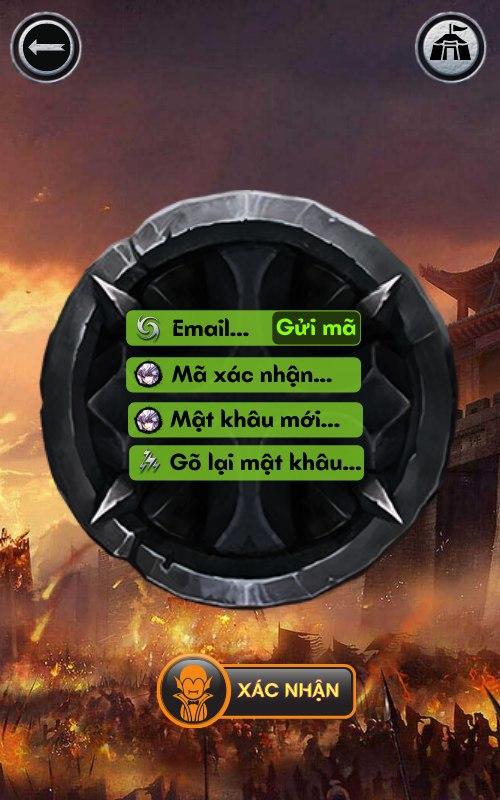 Email... Gửi mã
Mã xác nhận...
Mật khâu mới...
Gõ lại mật khâu...
XÁC NHẬN